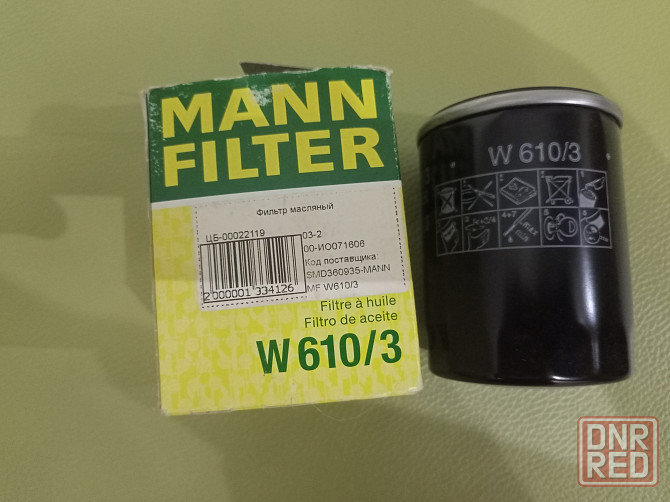 MANN
FILTER
Фильтр масляный
ЦБ-00022119
03-2
00-ИО071606
Код поставщика
SMD360935-MANN
MF W610/3
2 000001 334126
Filtre à huile
Filtro de aceite
W 610/3
W 610/3
DNR
RED